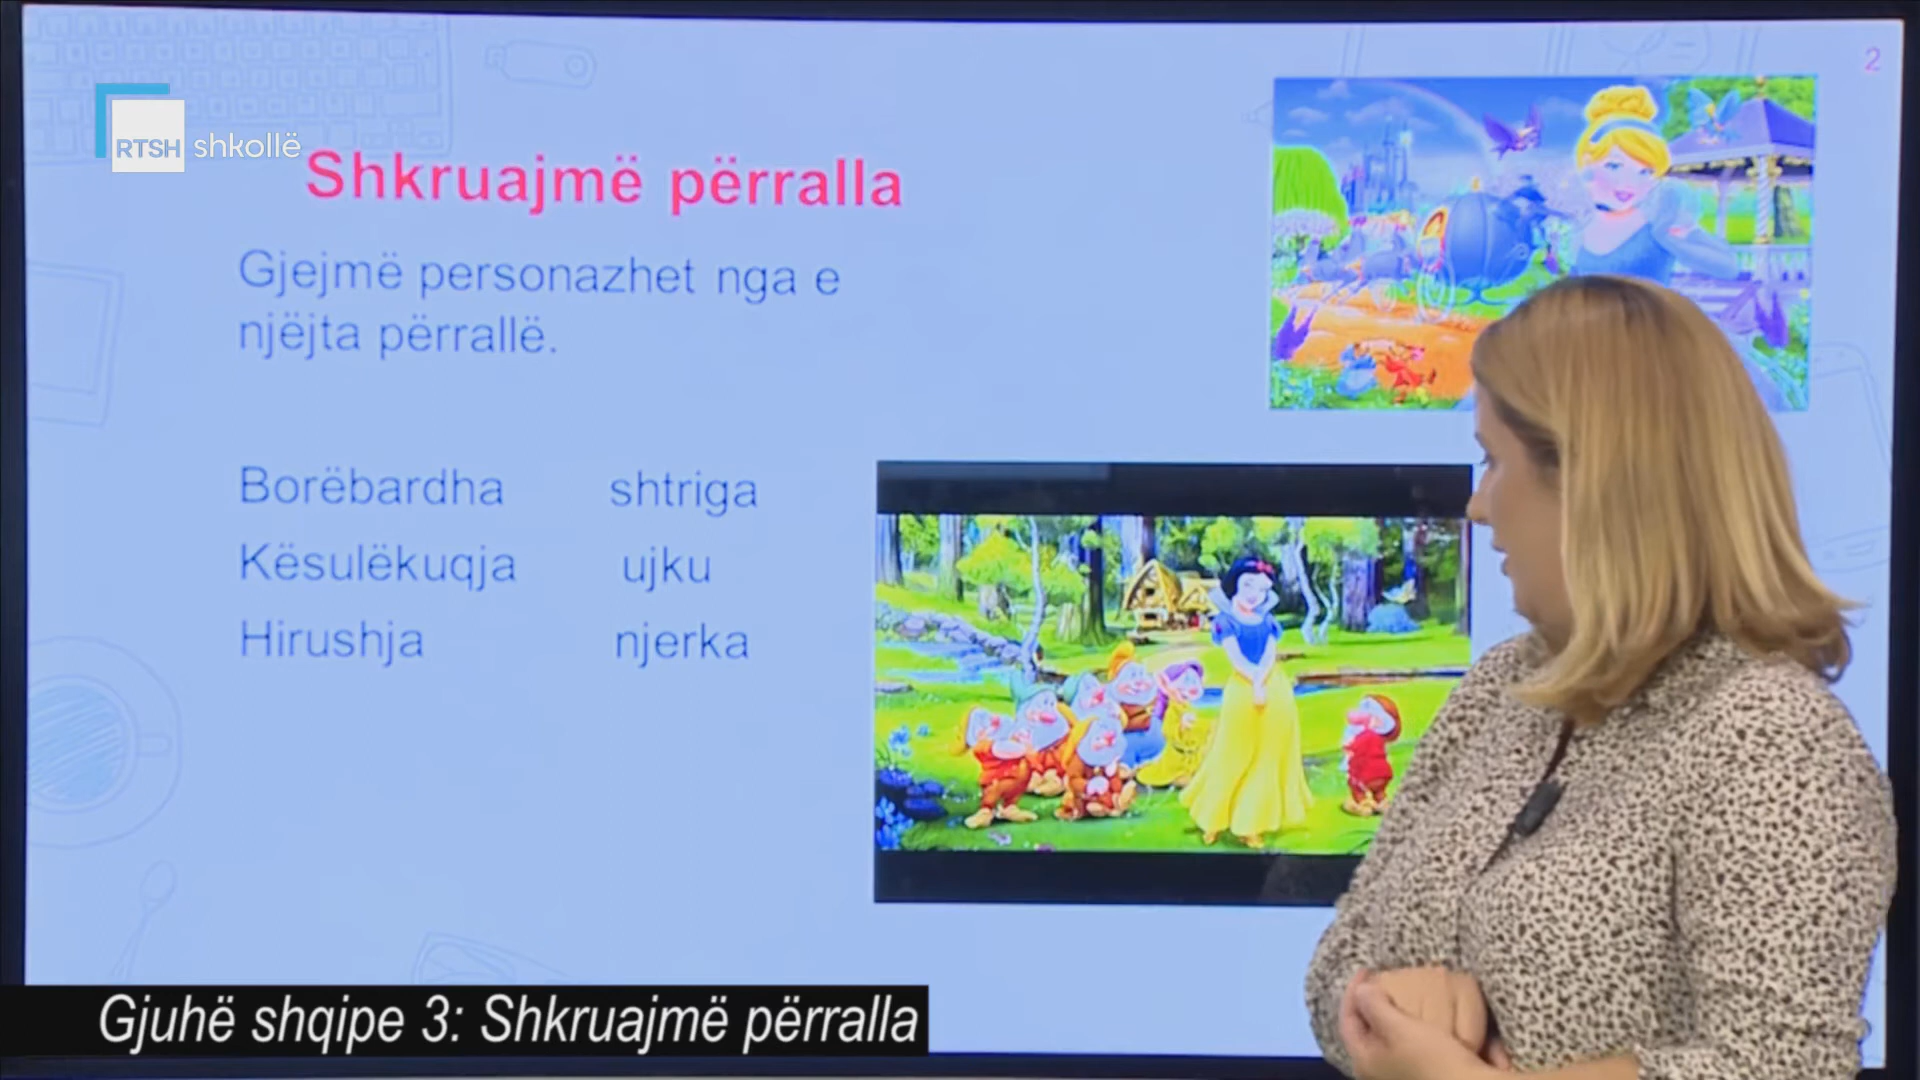 2
RTSH shkollë
Shkruajmë përralla
Gjejmë personazhet nga e
njëjta përrallë.
Borëbardha shtriga
Kësulëkuqja ujku
Hirushja njerka
Gjuhë shqipe 3: Shkruajmë përralla